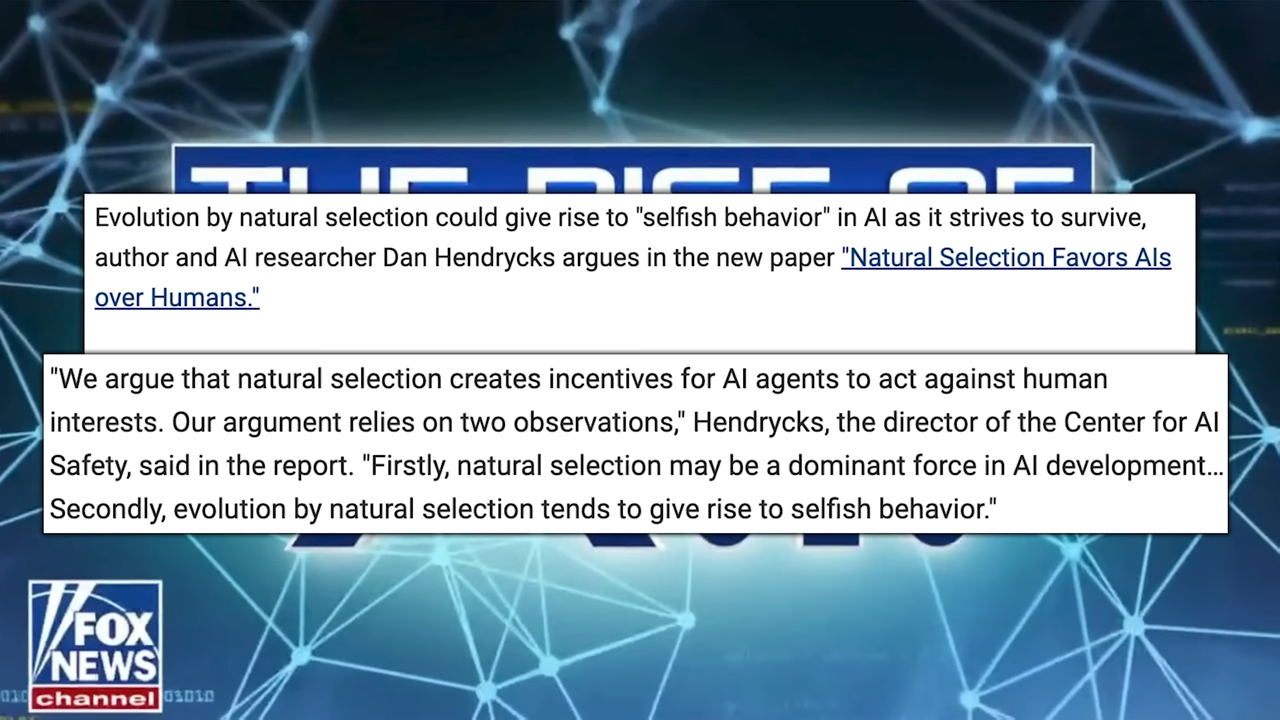 THE RISE OF
Evolution by natural selection could give rise to "selfish behavior" in AI as it strives to survive,
author and AI researcher Dan Hendrycks argues in the new paper "Natural Selection Favors AIs
over Humans."
"We argue that natural selection creates incentives for AI agents to act against human
interests. Our argument relies on two observations," Hendrycks, the director of the Center for AI
Safety, said in the report. "Firstly, natural selection may be a dominant force in AI development…
Secondly, evolution by natural selection tends to give rise to selfish behavior."
FOX
NEWS
channel